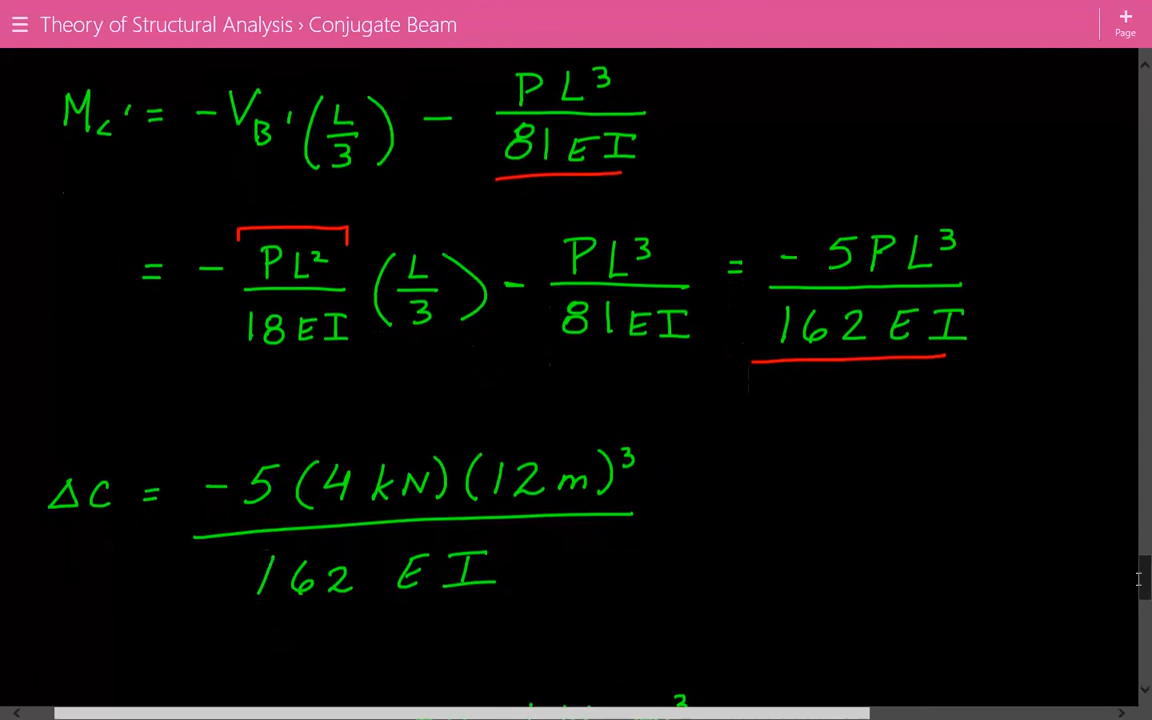 Theory of Structural Analysis › Conjugate Beam
Page
M_C' = - V_B' (L/3) - PL³/81EI
= - PL²/18EI (L/3) - PL³/81EI = -5PL³/162EI
ΔC = -5(4 kN)(12 m)³/162 EI